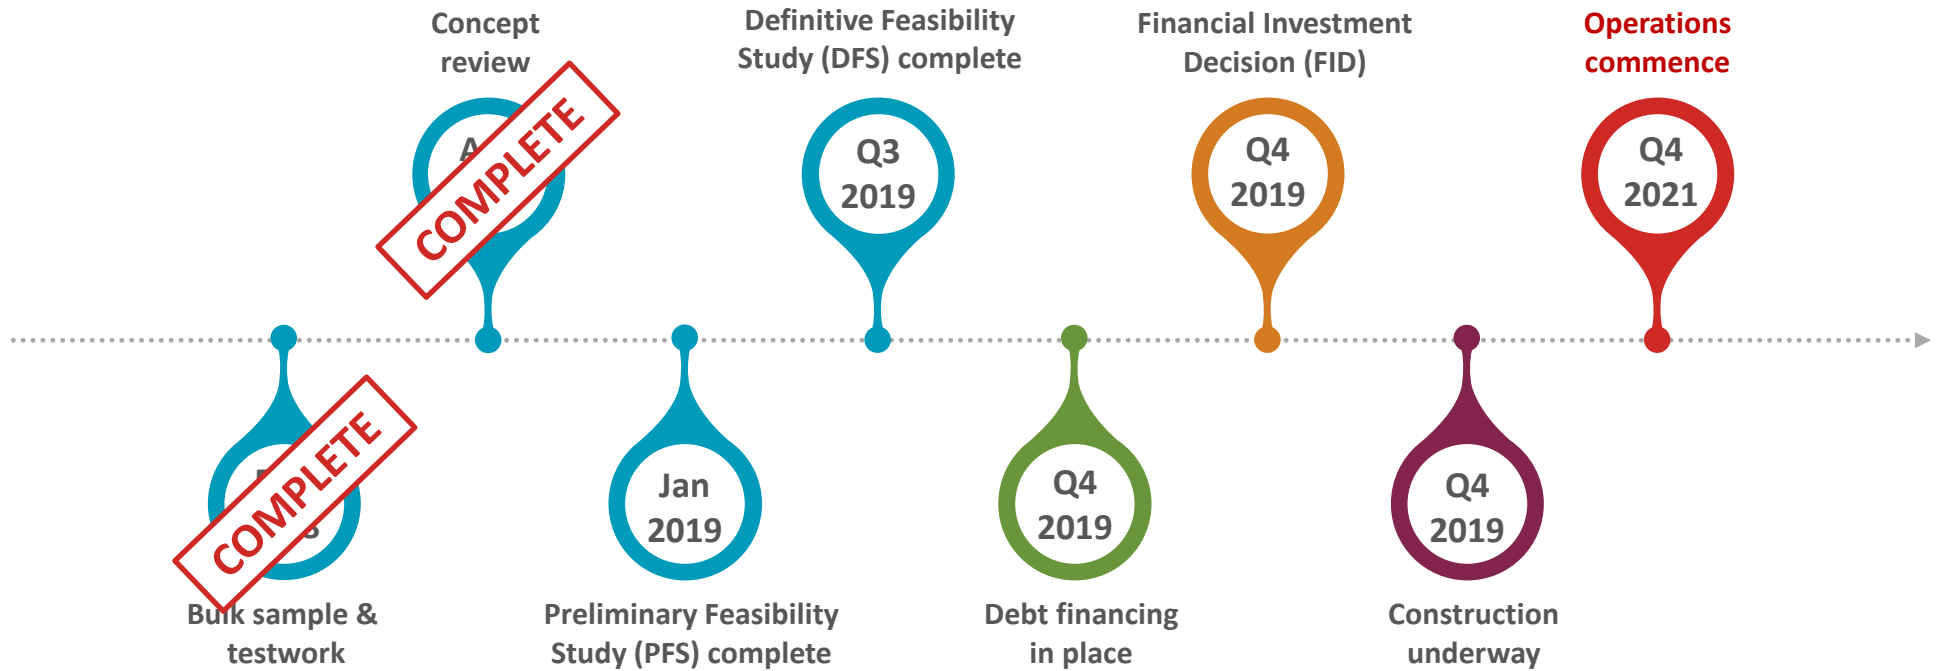 Concept
review
COMPLETE
Definitive Feasibility
Study (DFS) complete
Q3
2019
Financial Investment
Decision (FID)
Q4
2019
Operations
commence
Q4
2021
COMPLETE
Bulk sample &
testwork
Jan
2019
Preliminary Feasibility
Study (PFS) complete
Q4
2019
Debt financing
in place
Q4
2019
Construction
underway